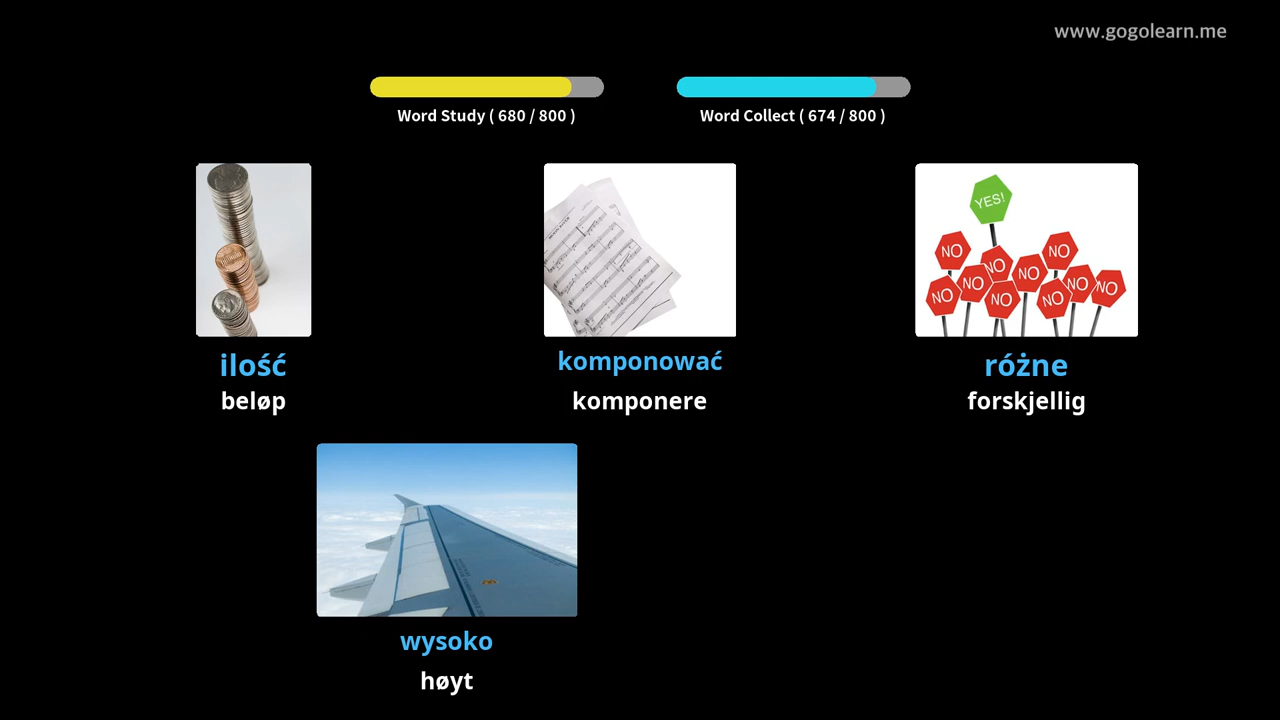 www.gogolearn.me
Word Study ( 680 / 800 )
Word Collect ( 674 / 800 )
YES!
NO
NO
NO
NO
NO
NO
NO
NO
NO
NO
ilość
beløp
komponować
komponere
różne
forskjellig
wysoko
høyt